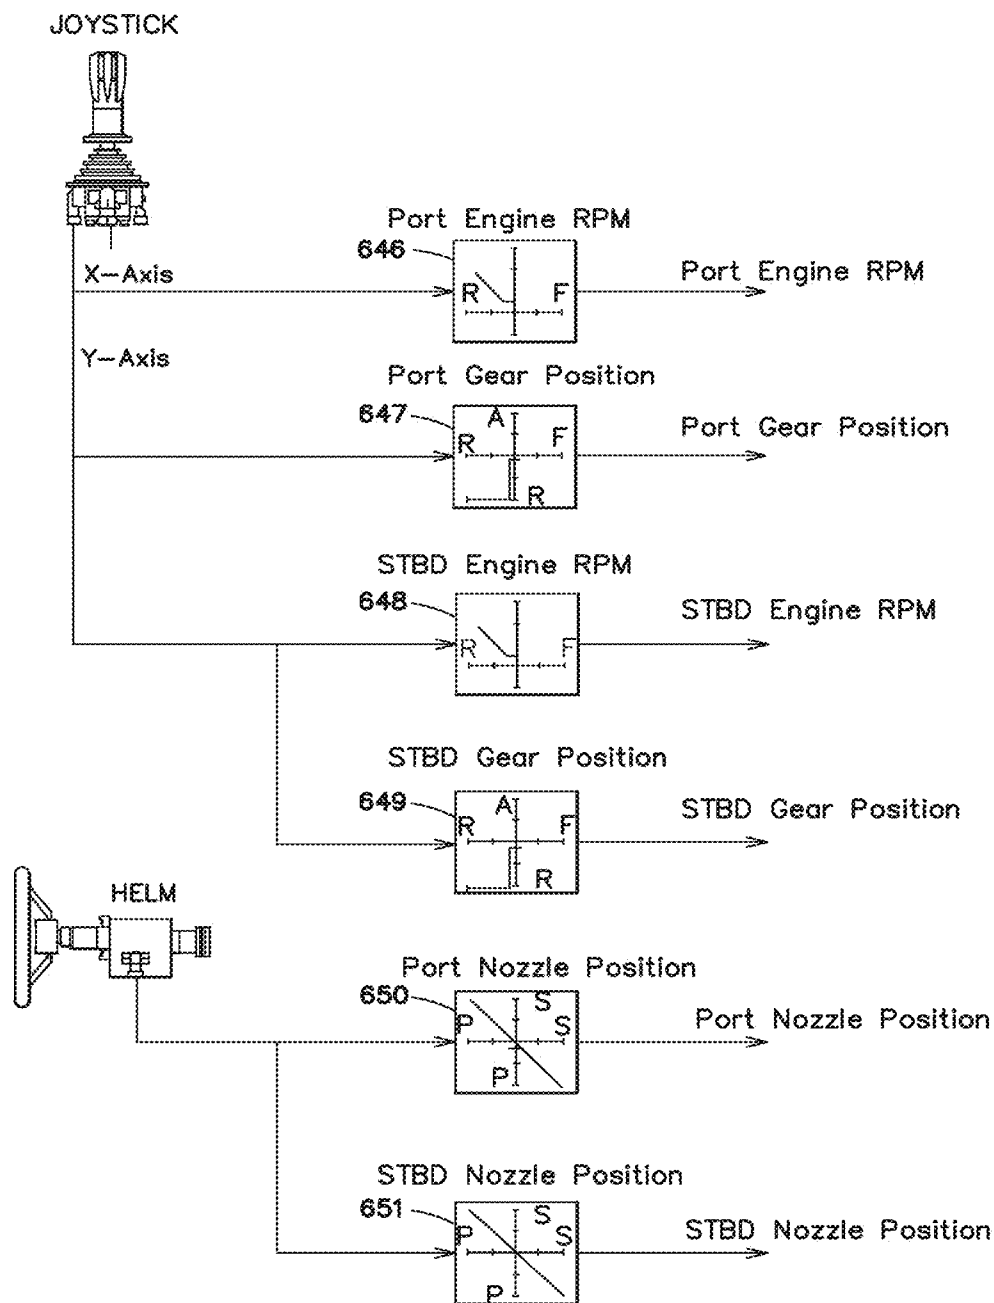 JOYSTICK
X-Axis
Y-Axis
Port Engine RPM
646
R F
Port Engine RPM
Port Gear Position
647
A
R F
R
Port Gear Position
STBD Engine RPM
648
R F
STBD Engine RPM
STBD Gear Position
649
A
R F
R
STBD Gear Position
HELM
Port Nozzle Position
650
S
P S
P
Port Nozzle Position
STBD Nozzle Position
651
S
P S
P
STBD Nozzle Position